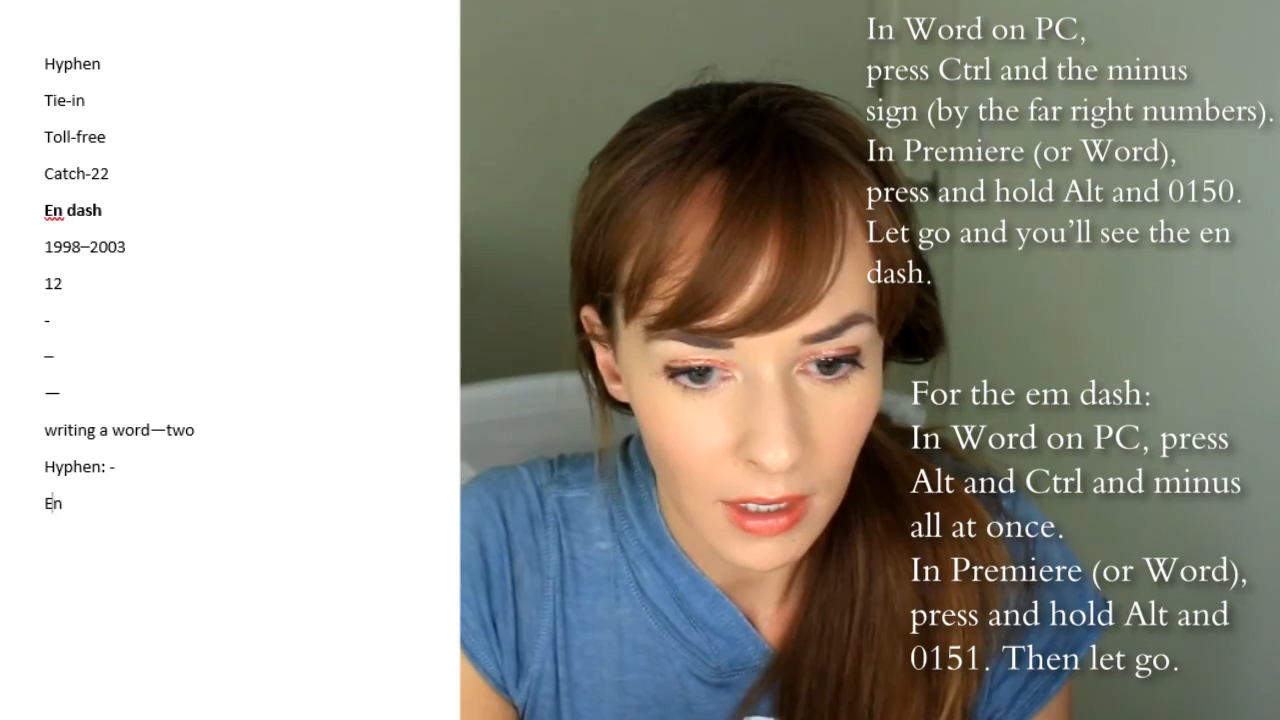 Hyphen
Tie-in
Toll-free
Catch-22
En dash
1998–2003
12
-
–
—
writing a word—two
Hyphen: -
En
In Word on PC,
press Ctrl and the minus
sign (by the far right numbers).
In Premiere (or Word),
press and hold Alt and 0150.
Let go and you’ll see the en
dash.
For the em dash:
In Word on PC, press
Alt and Ctrl and minus
all at once.
In Premiere (or Word),
press and hold Alt and
0151. Then let go.